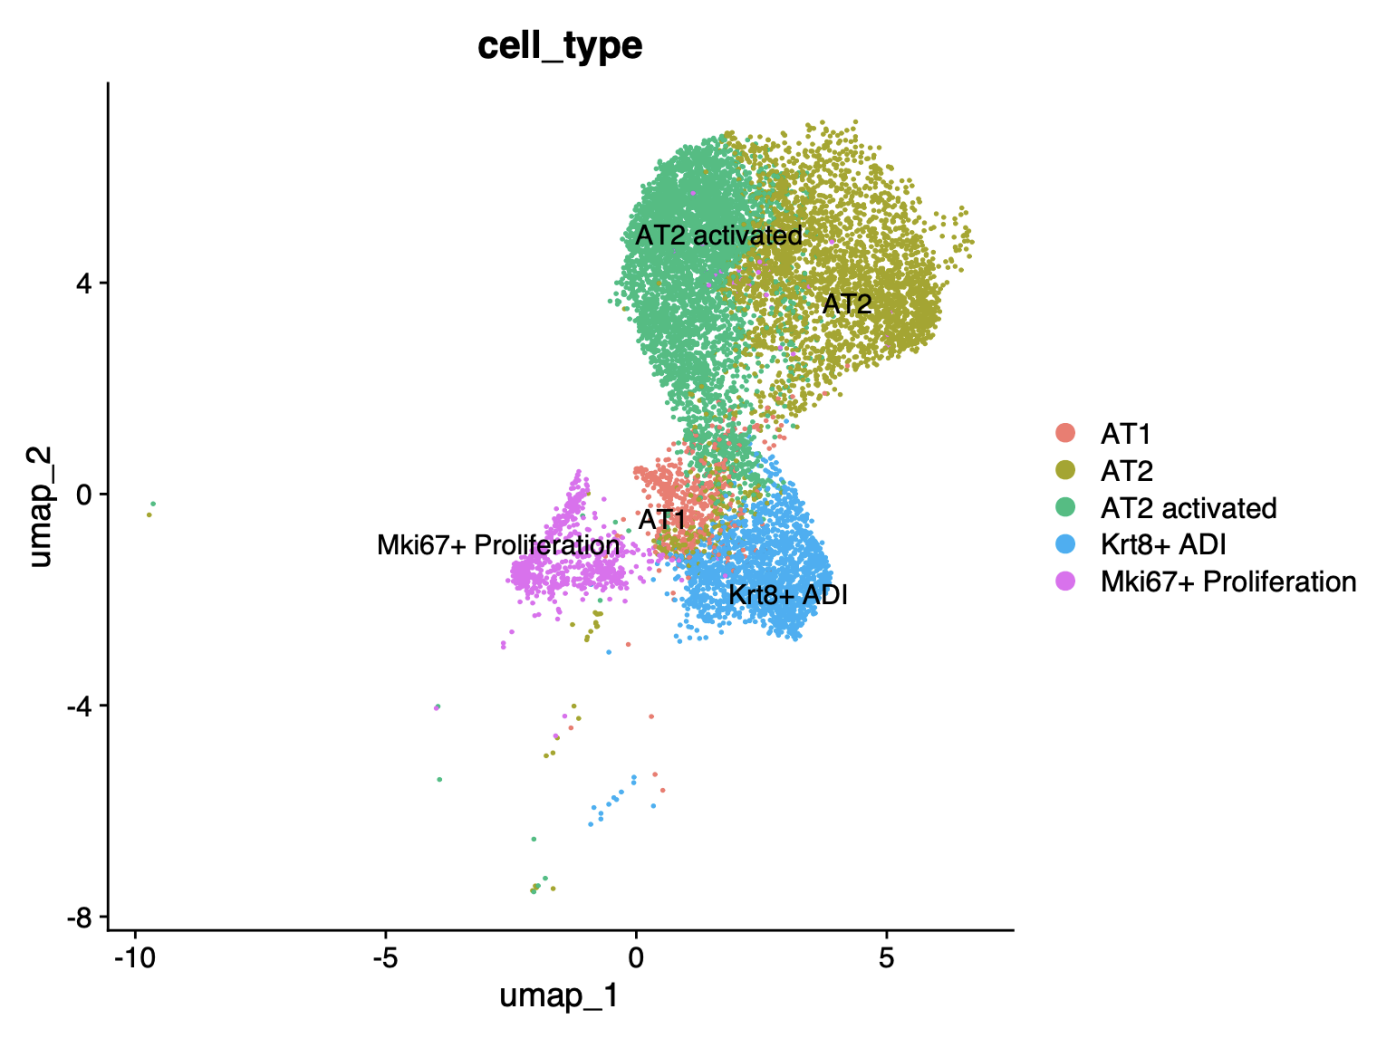 cell_type
AT2 activated
AT2
AT1
Mki67+ Proliferation
Krt8+ ADI
4
0
-4
-8
umap_2
-10
-5
0
5
umap_1
AT1
AT2
AT2 activated
Krt8+ ADI
Mki67+ Proliferation